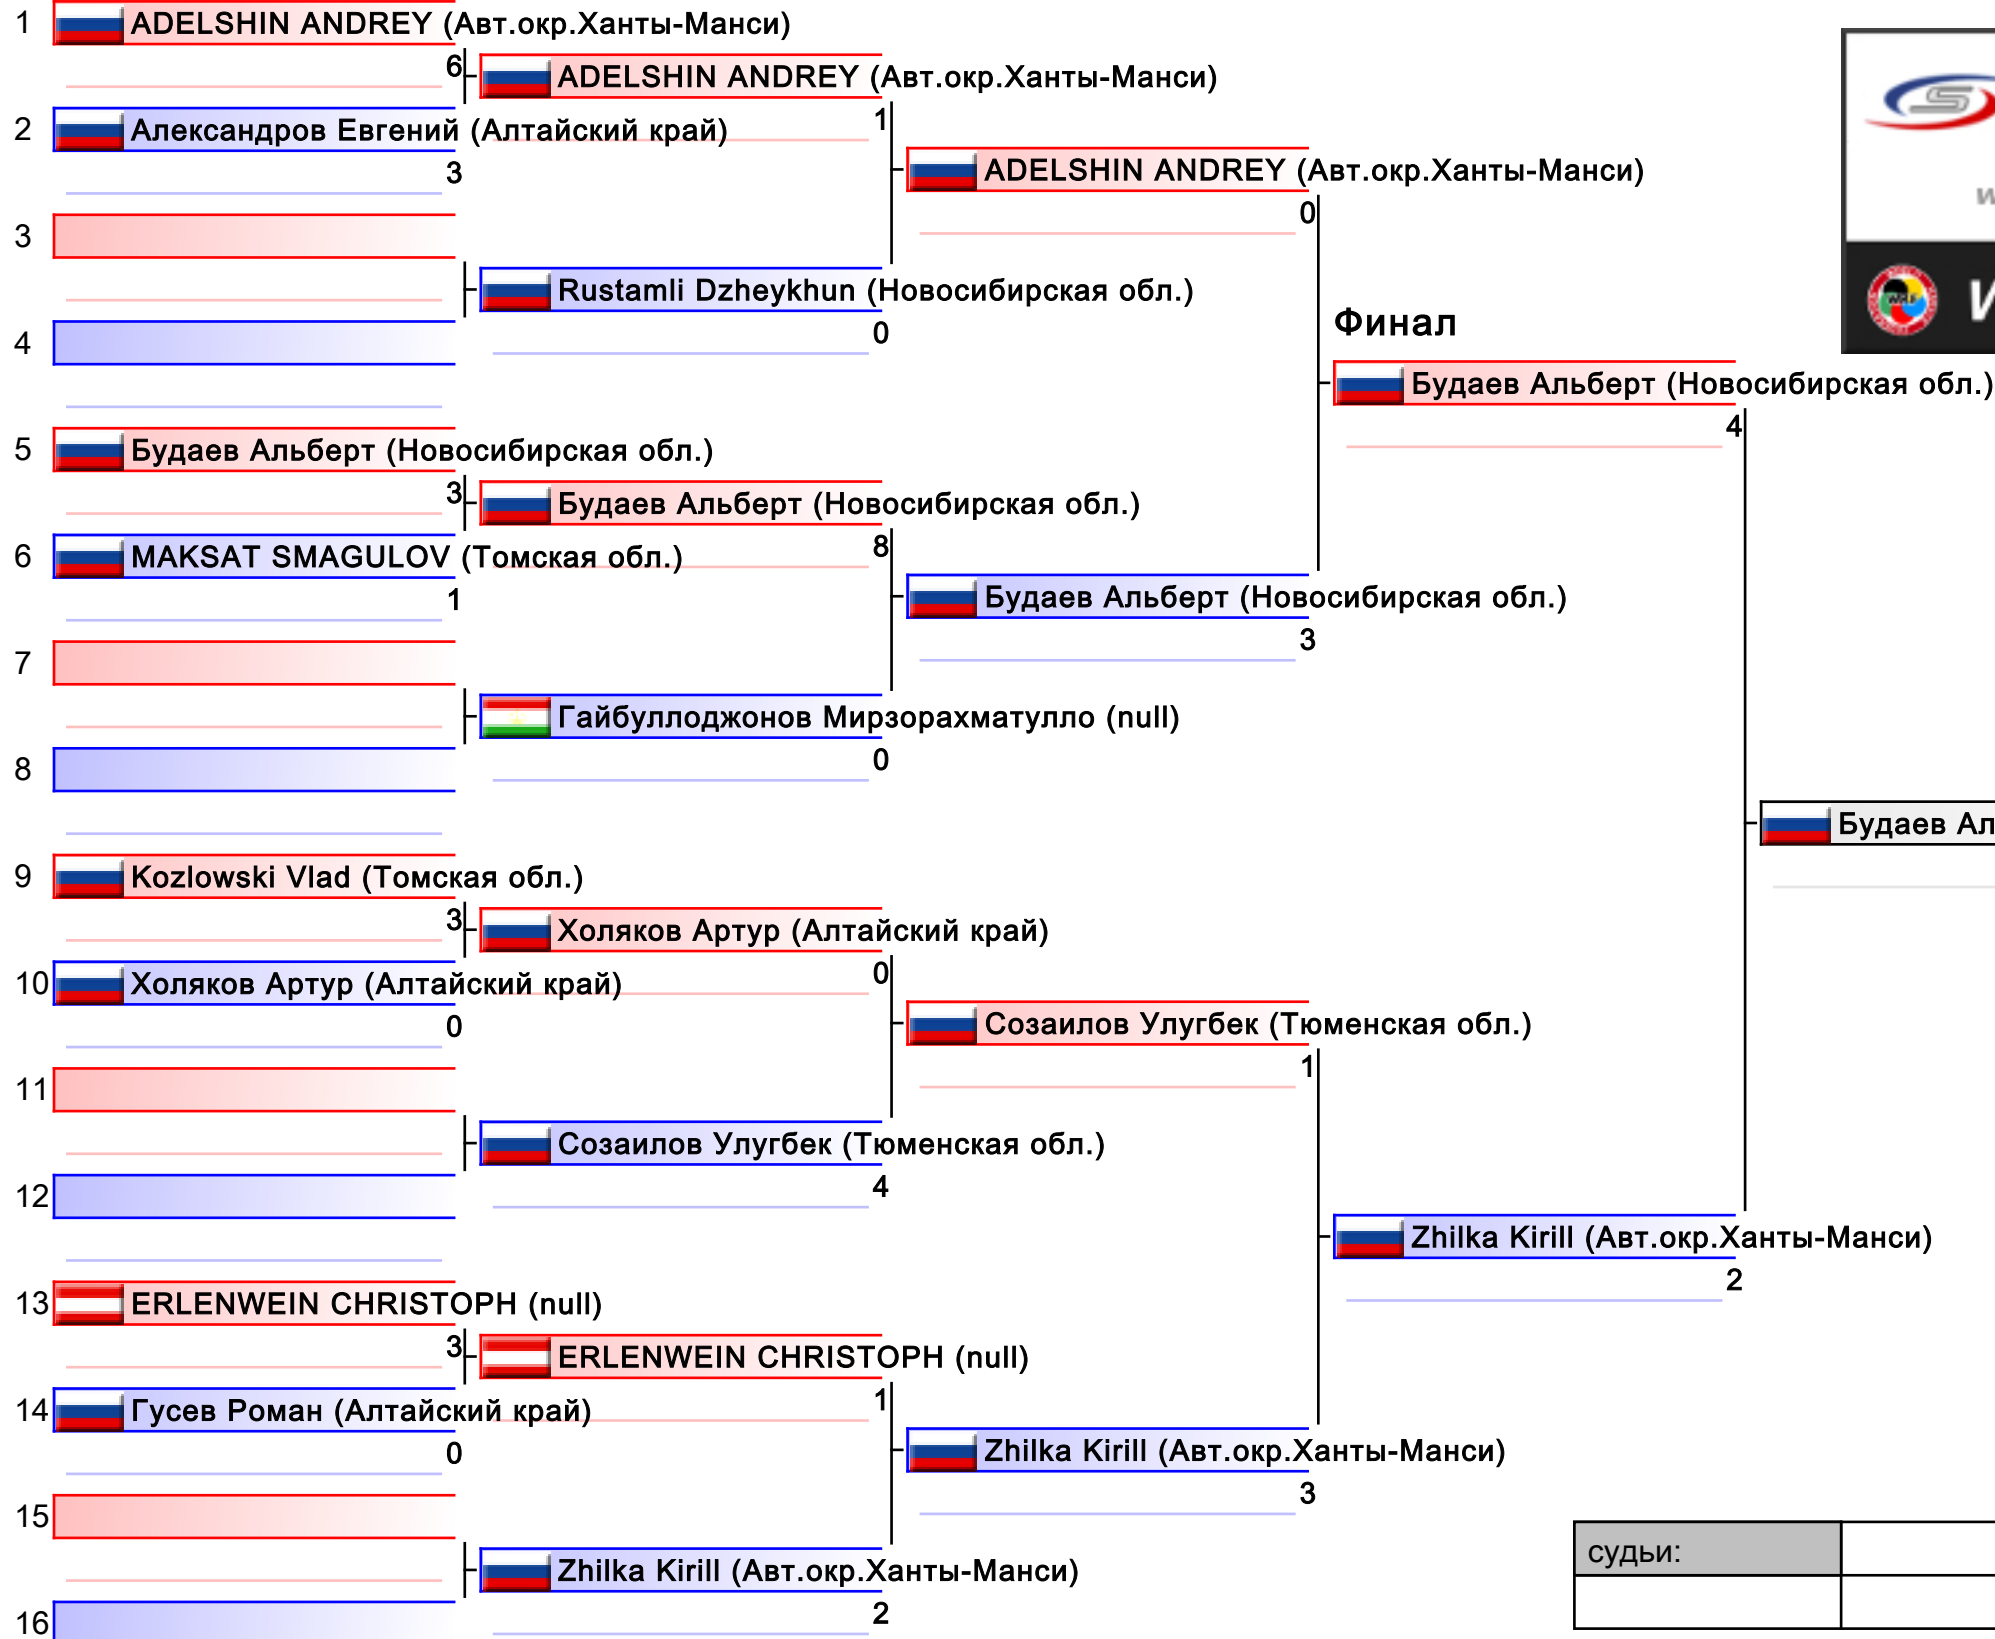 1 ADELSHIN ANDREY (Авт.окр.Ханты-Манси)
6 ADELSHIN ANDREY (Авт.окр.Ханты-Манси)
2 Александров Евгений (Алтайский край)
1
3
ADELSHIN ANDREY (Авт.окр.Ханты-Манси)
0
3
Rustamli Dzheykhun (Новосибирская обл.)
0
4
Финал
Будаев Альберт (Новосибирская обл.)
4
5 Будаев Альберт (Новосибирская обл.)
3 Будаев Альберт (Новосибирская обл.)
8
6 MAKSAT SMAGULOV (Томская обл.)
1
Будаев Альберт (Новосибирская обл.)
3
7
Гайбуллоджонов Мирзорахматулло (null)
0
8
Будаев Ал
9 Kozlowski Vlad (Томская обл.)
3 Холяков Артур (Алтайский край)
0
10 Холяков Артур (Алтайский край)
0
Созаилов Улугбек (Тюменская обл.)
1
11
Созаилов Улугбек (Тюменская обл.)
4
12
Zhilka Kirill (Авт.окр.Ханты-Манси)
2
13 ERLENWEIN CHRISTOPH (null)
3 ERLENWEIN CHRISTOPH (null)
1
14 Гусев Роман (Алтайский край)
0
Zhilka Kirill (Авт.окр.Ханты-Манси)
3
15
Zhilka Kirill (Авт.окр.Ханты-Манси)
2
16
судьи: